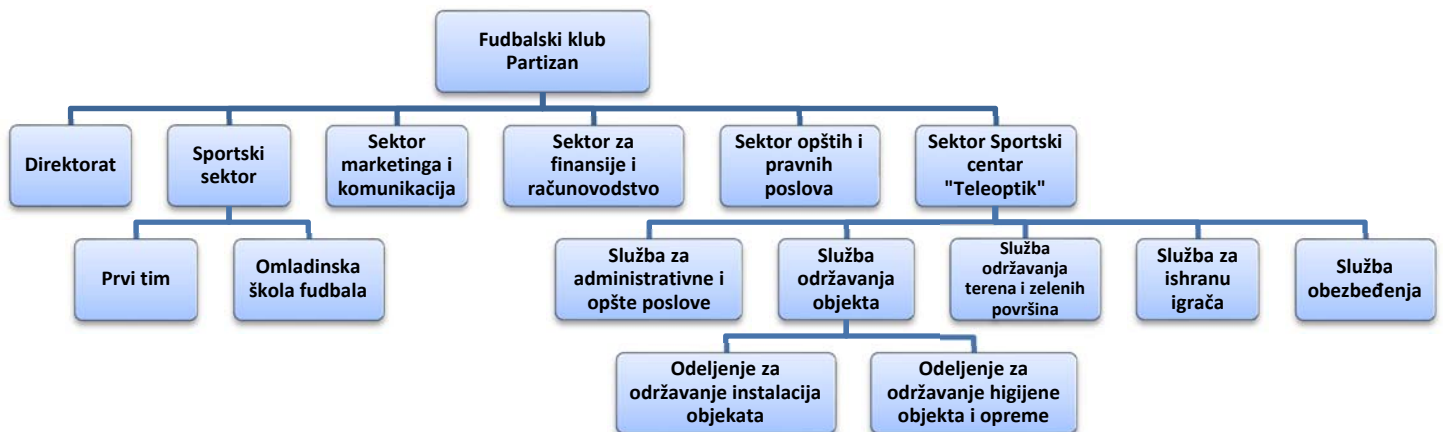 Fudbalski klub
Partizan
Direktorat
Sportski
sektor
Sektor
marketinga i
komunikacija
Sektor za
finansije i
računovodstvo
Sektor opštih i
pravnih
poslova
Sektor Sportski
centar
"Teleoptik"
Prvi tim
Omladinska
škola fudbala
Služba za
administrativne i
opšte poslove
Služba
održavanja
objekta
Služba
održavanja
terena i zelenih
površina
Služba za
ishranu
igrača
Služba
obezbeđenja
Odeljenje za
održavanje instalacija
objekata
Odeljenje za
održavanje higijene
objekta i opreme